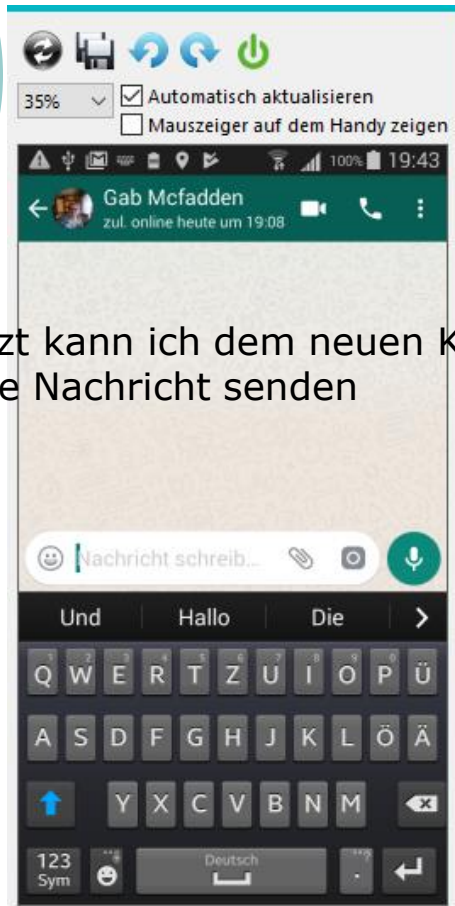 35%
Automatisch aktualisieren
Mauszeiger auf dem Handy zeigen
100% 19:43
Gab Mcfadden
zul. online heute um 19:08
zt kann ich dem neuen K
e Nachricht senden
Nachricht schreib...
Und Hallo Die
Q W E R T Z U I O P Ü
A S D F G H J K L Ö Ä
Y X C V B N M
123 Deutsch .
Sym